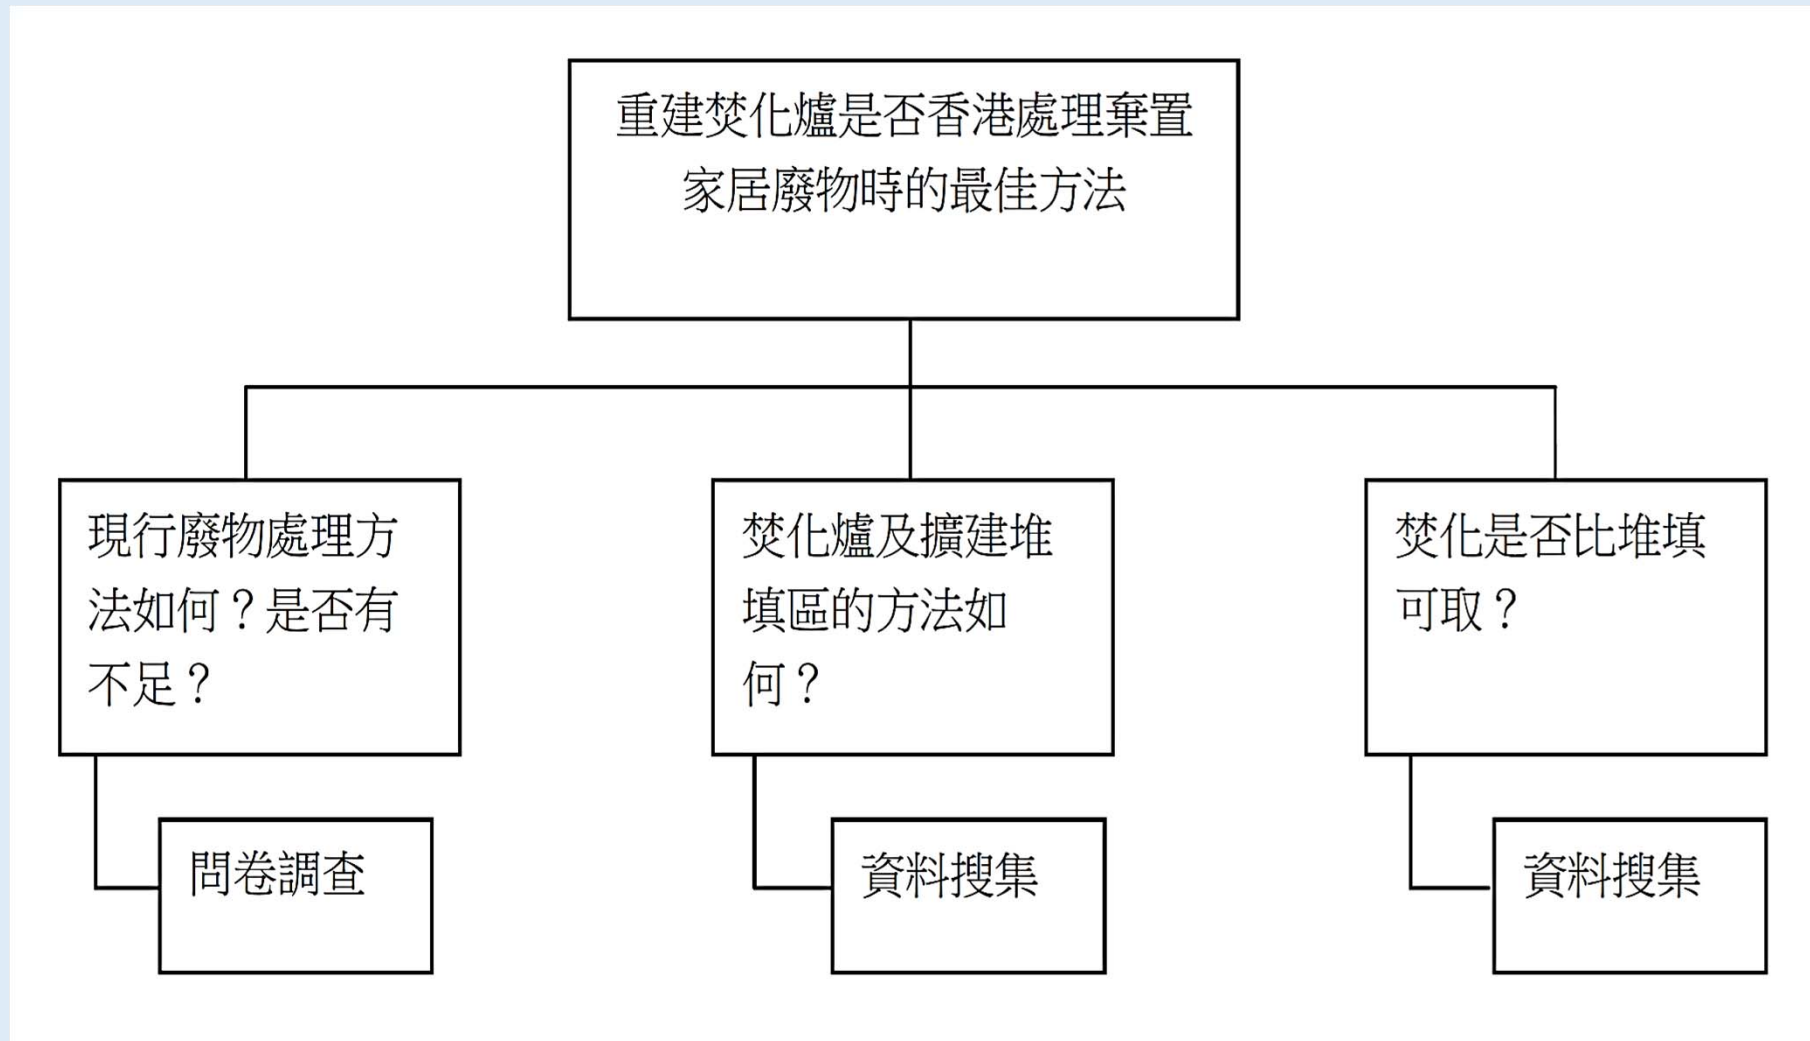 重建焚化爐是否香港處理棄置
家居廢物時的最佳方法
現行廢物處理方
法如何？是否有
不足？
焚化爐及擴建堆
填區的方法如
何？
焚化是否比堆填
可取？
問卷調查
資料搜集
資料搜集